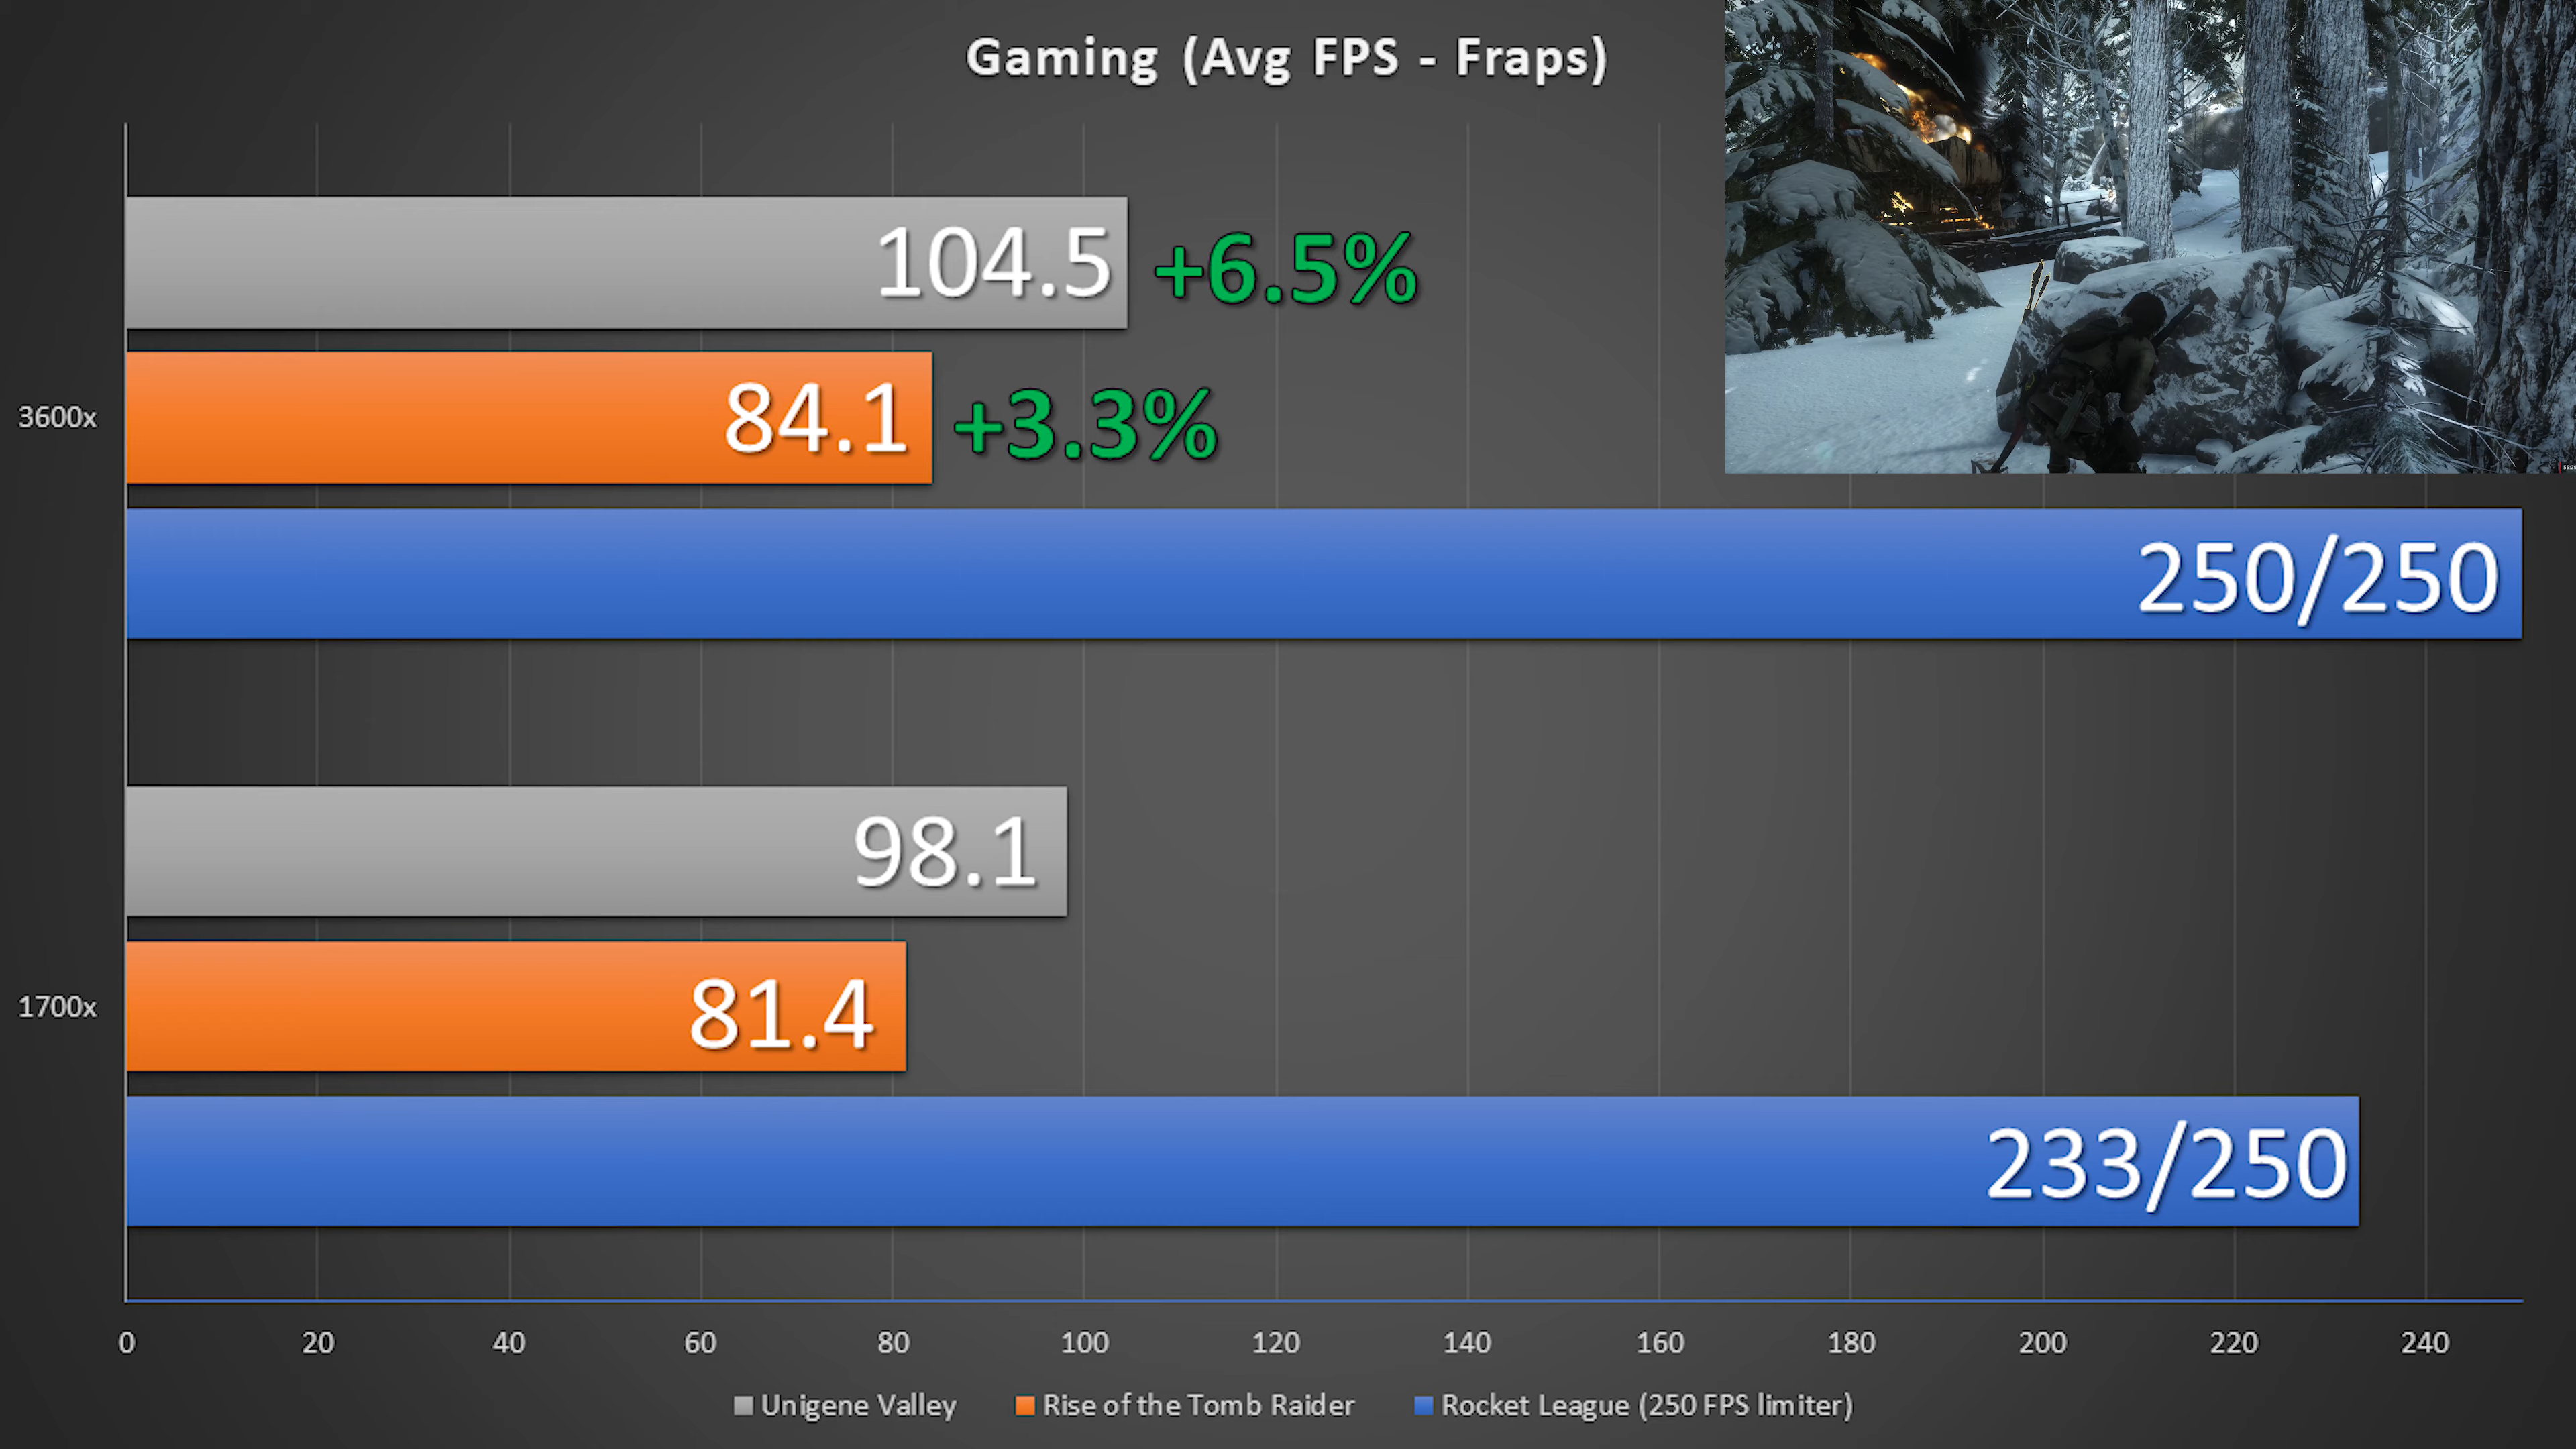 Gaming (Avg FPS - Fraps)
104.5 +6.5%
3600x
84.1 +3.3%
250/250
98.1
1700x
81.4
233/250
0 20 40 60 80 100 120 140 160 180 200 220 240
Unigene Valley Rise of the Tomb Raider Rocket League (250 FPS limiter)